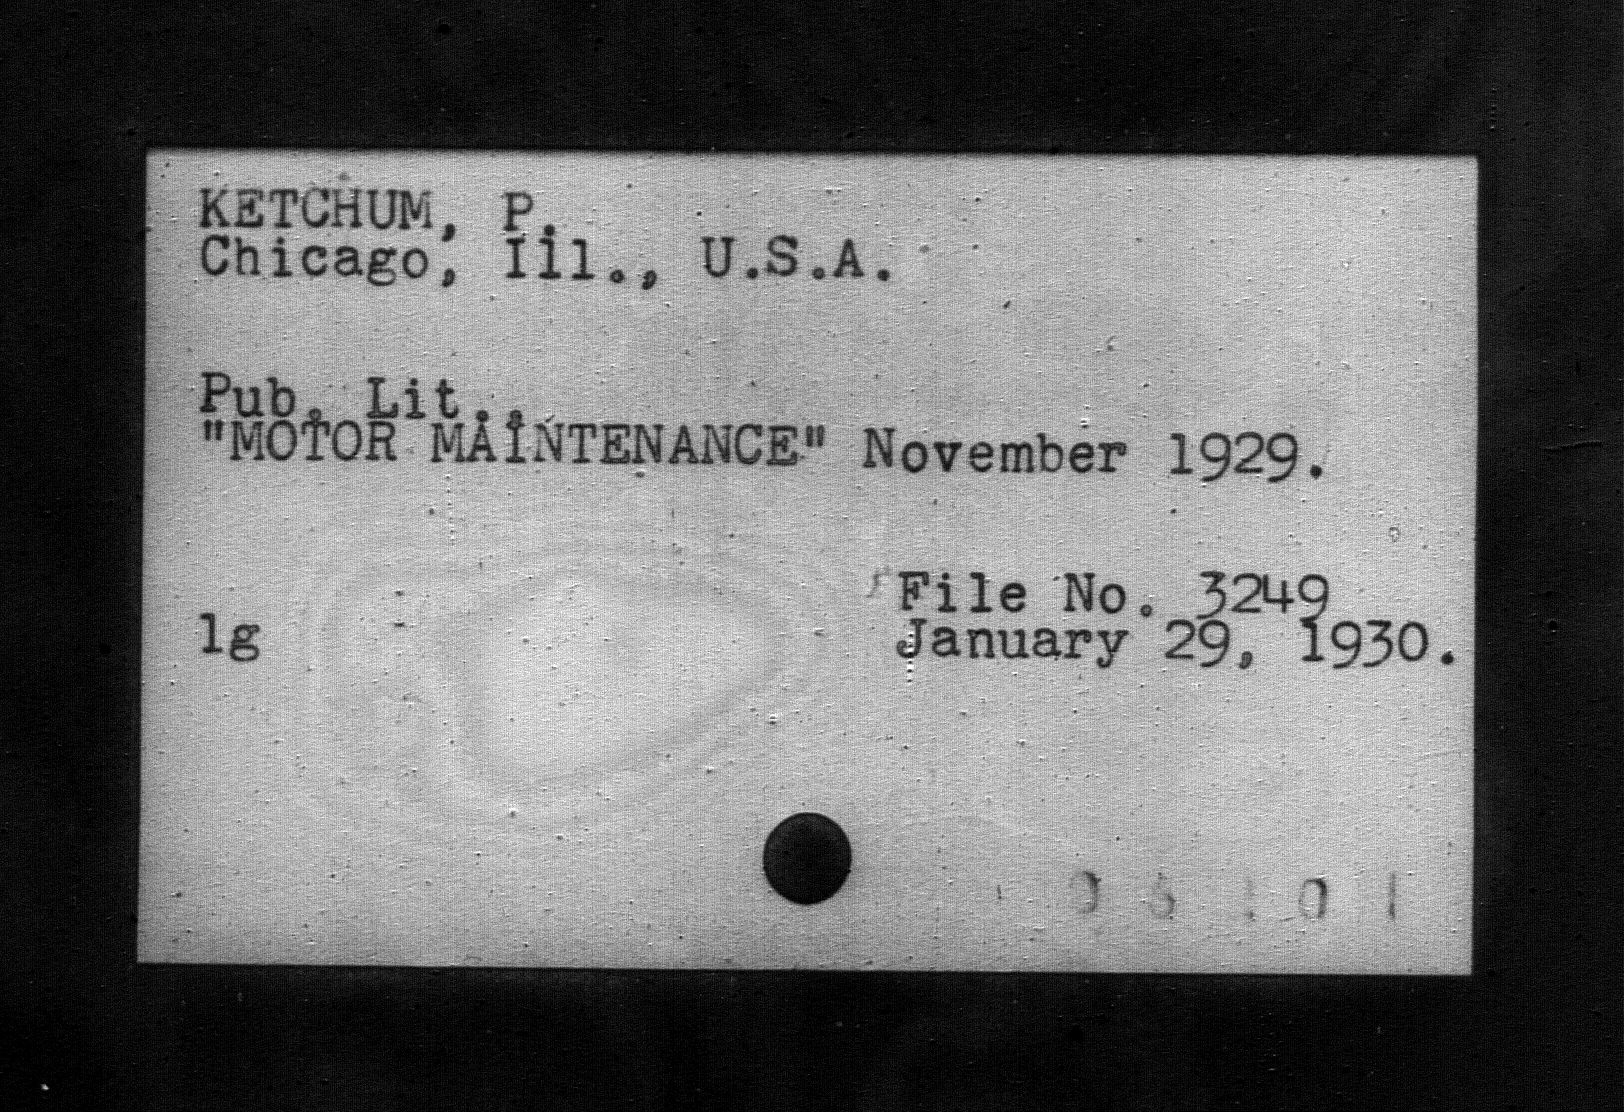 KETCHUM, P.
Chicago, Ill., U.S.A.
Pub. Lit..
"MOTOR MAINTENANCE" November 1929.
File No. 3249
lg
January 29, 1930.